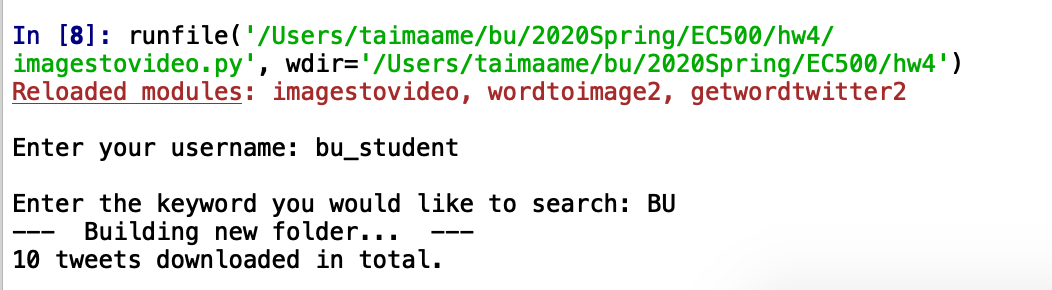 In [8]: runfile('/Users/taimaame/bu/2020Spring/EC500/hw4/
imagestovideo.py', wdir='/Users/taimaame/bu/2020Spring/EC500/hw4')
Reloaded modules: imagestovideo, wordtoimage2, getwordtwitter2
Enter your username: bu_student
Enter the keyword you would like to search: BU
---  Building new folder...  ---
10 tweets downloaded in total.